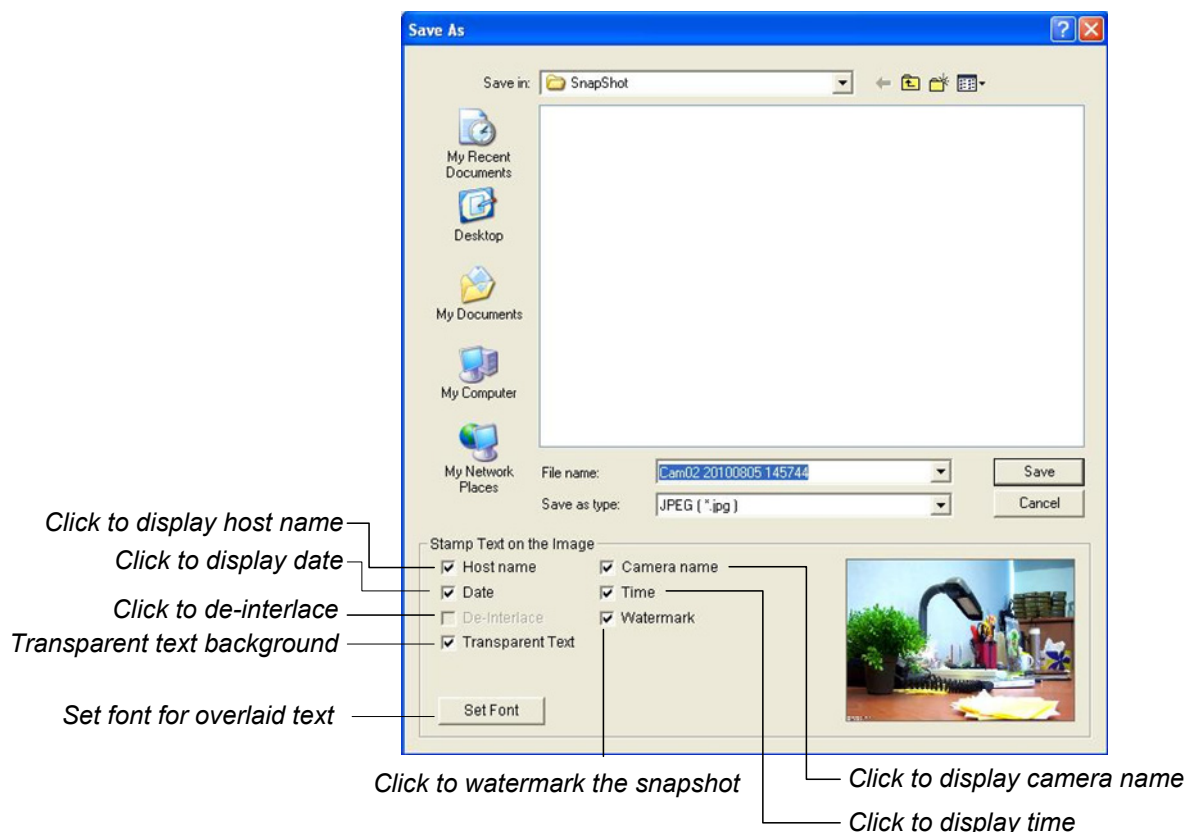 Save As
Save in:
SnapShot
My Recent
Documents
Desktop
My Documents
My Computer
My Network
Places
File name:
Cam02 20100805 145744
Save
Save as type:
JPEG ( *.jpg )
Cancel
Click to display host name
Click to display date
Click to de-interlace
Transparent text background
Set font for overlaid text
Stamp Text on the Image
Host name
Camera name
Date
Time
De-Interlace
Watermark
Transparent Text
Set Font
Click to watermark the snapshot
Click to display camera name
Click to display time